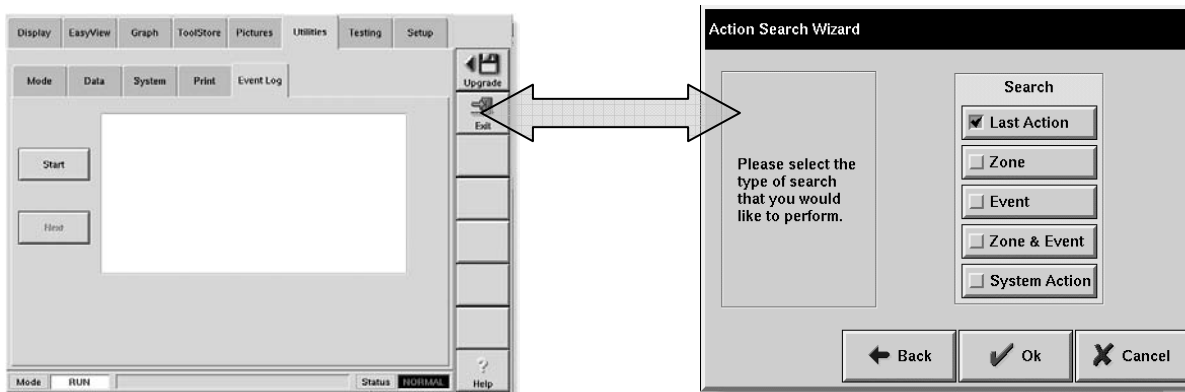 Display EasyView Graph ToolStore Pictures Utilities Testing Setup
Mode Data System Print Event Log
Upgrade
Exit
Start
Next
Mode RUN Status NORMAL
Help
Action Search Wizard
Please select the
type of search
that you would
like to perform.
Search
Last Action
Zone
Event
Zone & Event
System Action
Back Ok Cancel